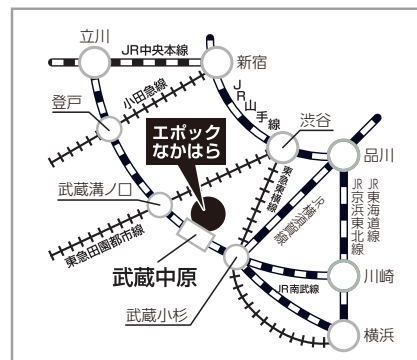 立川
JR中央本線
新宿
小田急線
JR山手線
登戸
エポック
なかはら
渋谷
品川
武蔵溝ノ口
東急東横線
JR横須賀線
JR東海道線
JR京浜東北線
東急田園都市線
武蔵中原
武蔵小杉
JR南武線
川崎
横浜